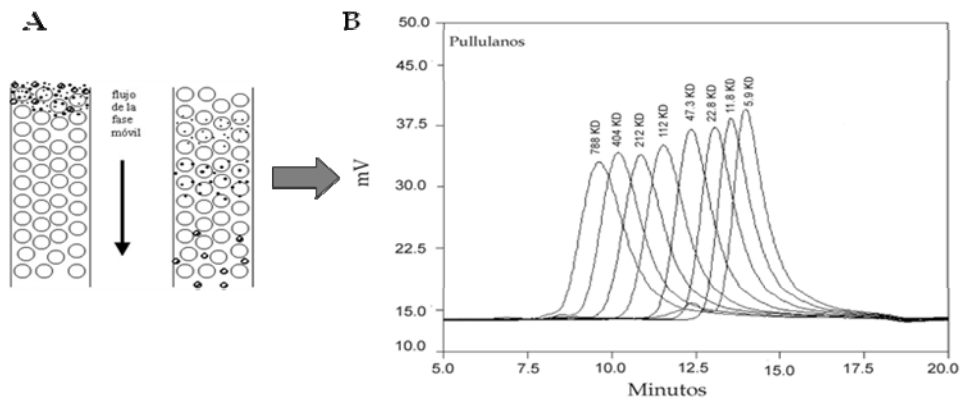 A
flujo
de la
fase
móvil
B
mV
50.0
45.0
37.5
30.0
22.5
15.0
10.0
Pullulanos
788 KD
404 KD
212 KD
112 KD
47.3 KD
22.8 KD
11.8 KD
5.9 KD
5.0
7.5
10.0
12.5
15.0
17.5
20.0
Minutos